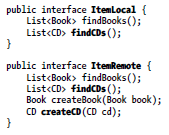 public interface ItemLocal {
List<Book> findBooks();
List<CD> findCDs();
}
public interface ItemRemote {
List<Book> findBooks();
List<CD> findCDs();
Book createBook(Book book);
CD createCD(CD cd);
}